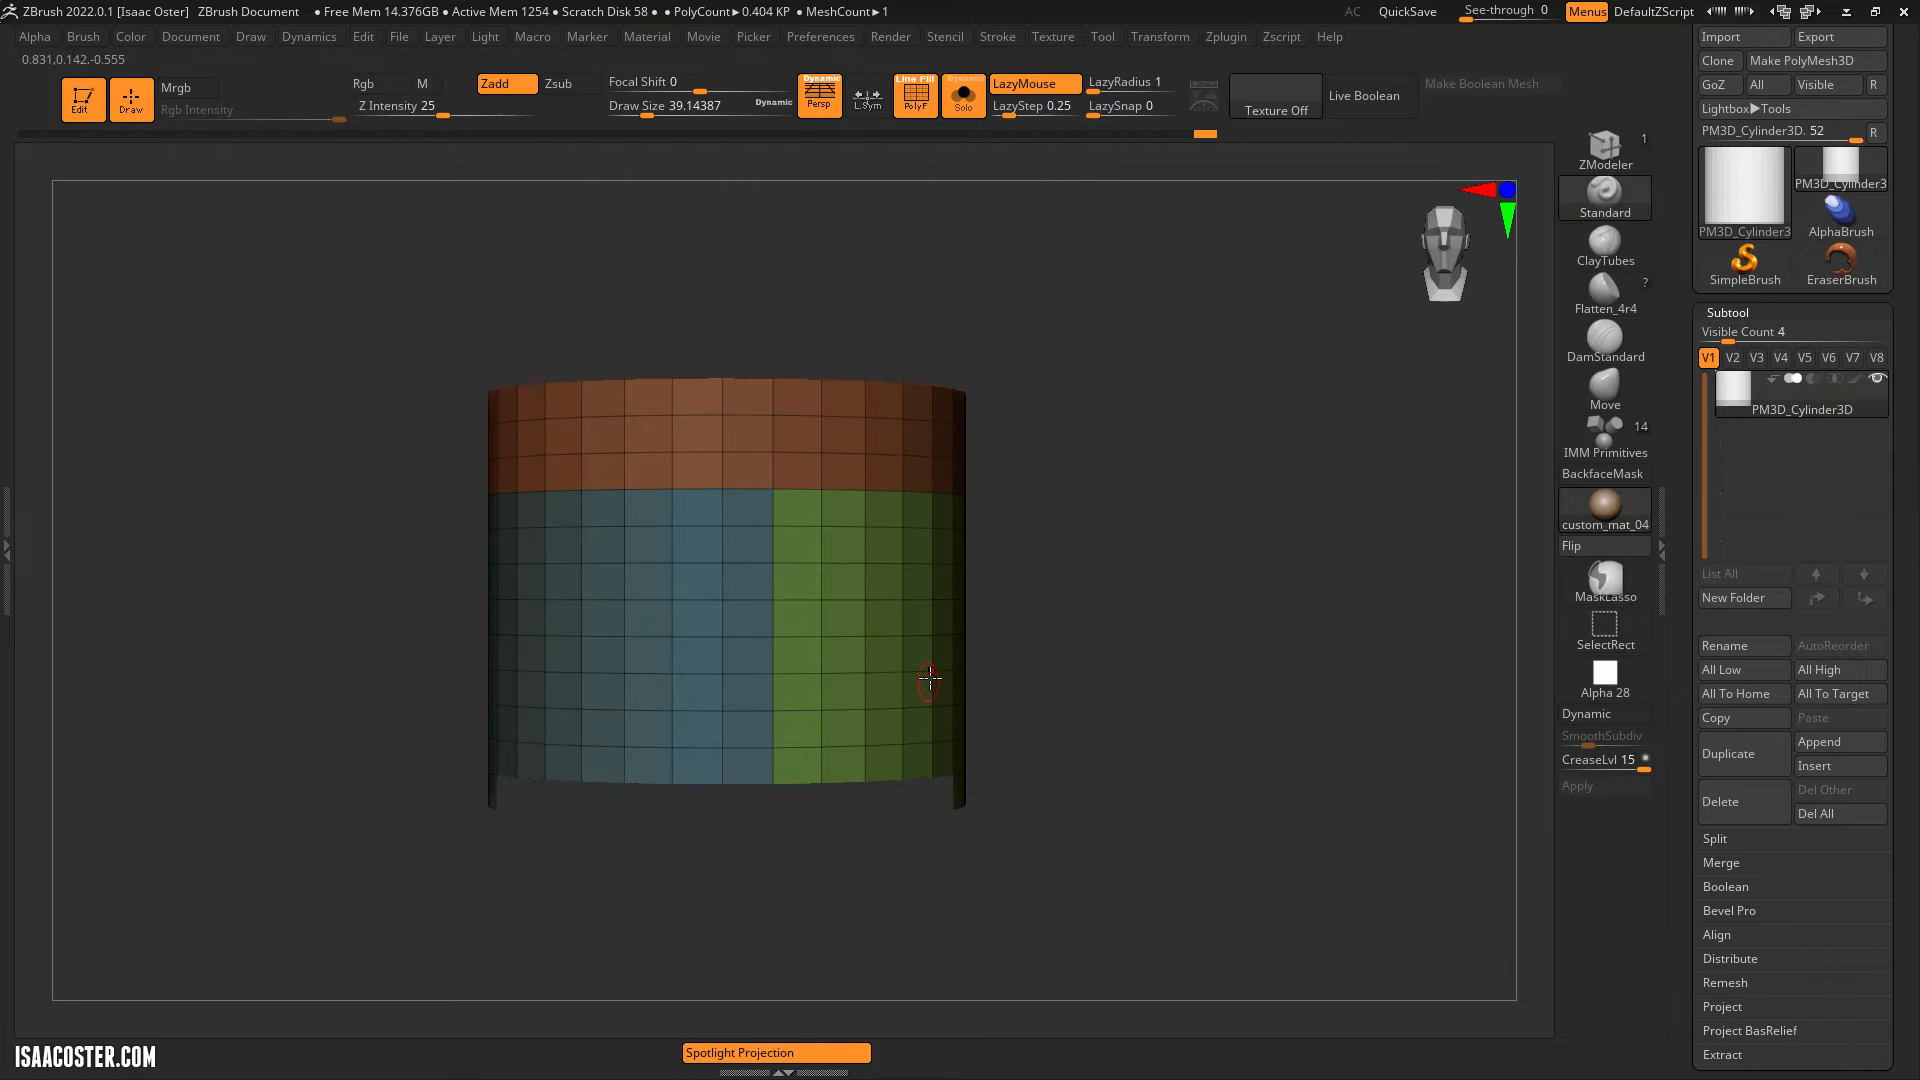 ZBrush 2022.0.1 [Isaac Oster] ZBrush Document ● Free Mem 14.376GB ● Active Mem 1254 ● Scratch Disk 58 ● ● PolyCount►0.404 KP ● MeshCount►1 AC QuickSave See-through 0 Menus DefaultZScript
Alpha Brush Color Document Draw Dynamics Edit File Layer Light Macro Marker Material Movie Picker Preferences Render Stencil Stroke Texture Tool Transform Zplugin Zscript Help
0.831,0.142,-0.555
Edit
Draw
Mrgb
Rgb Intensity
Rgb M
Z Intensity 25
Zadd Zsub
Focal Shift 0
Draw Size 39.14387 Dynamic
Dynamic
Persp
L.Sym
Line Fill
PolyF
Dynamic
Solo
LazyMouse LazyRadius 1
LazyStep 0.25 LazySnap 0
Texture Off
Live Boolean
Make Boolean Mesh
ZModeler 1
Standard
ClayTubes
Flatten_4r4 ?
DamStandard
Move
IMM Primitives 14
BackfaceMask
custom_mat_04
Flip
MaskLasso
SelectRect
Alpha 28
Dynamic
SmoothSubdiv
CreaseLvl 15
Apply
Import Export
Clone Make PolyMesh3D
GoZ All Visible R
Lightbox►Tools
PM3D_Cylinder3D. 52 R
PM3D_Cylinder3 PM3D_Cylinder3
AlphaBrush
SimpleBrush EraserBrush
Subtool
Visible Count 4
V1 V2 V3 V4 V5 V6 V7 V8
PM3D_Cylinder3D
List All
New Folder
Rename AutoReorder
All Low All High
All To Home All To Target
Copy Paste
Duplicate Append
Insert
Delete Del Other
Del All
Split
Merge
Boolean
Bevel Pro
Align
Distribute
Remesh
Project
Project BasRelief
Extract
Spotlight Projection
ISAACOSTER.COM